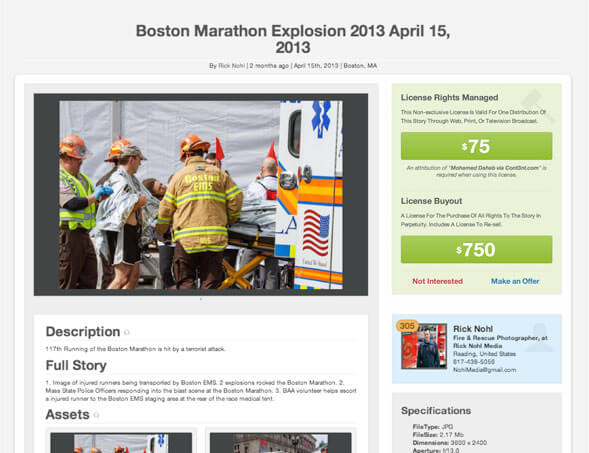 Boston Marathon Explosion 2013 April 15,
2013
By Rick Nohl | 2 months ago | April 15th, 2013 | Boston, MA
Boston
EMS
License Rights Managed
This Non-exclusive License Is Valid For One Distribution Of
This Story Through Web, Print, Or Television Broadcast.
$75
An attribution of "Mohamed Dahab via Cont3nt.com" is
required when using this license.
License Buyout
A License For The Purchase Of All Rights To The Story In
Perpetuity. Includes A License To Re-sell.
$750
Not Interested
Make an Offer
Description
117th Running of the Boston Marathon is hit by a terrorist attack.
Full Story
1. Image of injured runners being transported by Boston EMS. 2 explosions rocked the Boston Marathon. 2.
Mass State Police Officers responding into the blast scene at the Boston Marathon. 3. BAA volunteer helps escort
a injured runner to the Boston EMS staging area at the rear of the race medical tent.
Assets
305
Rick Nohl
Fire & Rescue Photographer, at
Rick Nohl Media
Reading, United States
617-438-5056
NohlMedia@gmail.com
Specifications
FileType: JPG
FileSize: 2.17 Mb
Dimensions: 3600 x 2400
Aperture: f/13.0